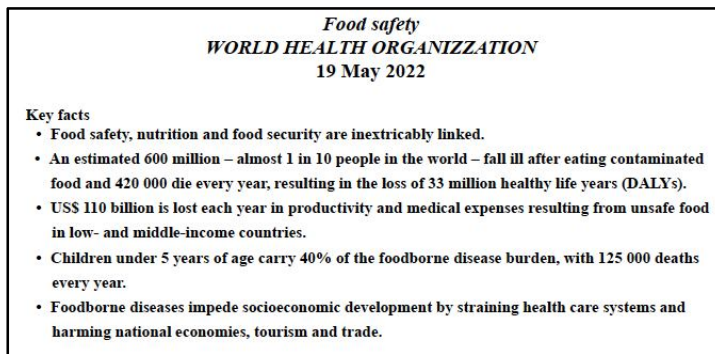 Food safety
WORLD HEALTH ORGANIZZATION
19 May 2022
Key facts
• Food safety, nutrition and food security are inextricably linked.
• An estimated 600 million – almost 1 in 10 people in the world – fall ill after eating contaminated
food and 420 000 die every year, resulting in the loss of 33 million healthy life years (DALYs).
• US$ 110 billion is lost each year in productivity and medical expenses resulting from unsafe food
in low- and middle-income countries.
• Children under 5 years of age carry 40% of the foodborne disease burden, with 125 000 deaths
every year.
• Foodborne diseases impede socioeconomic development by straining health care systems and
harming national economies, tourism and trade.